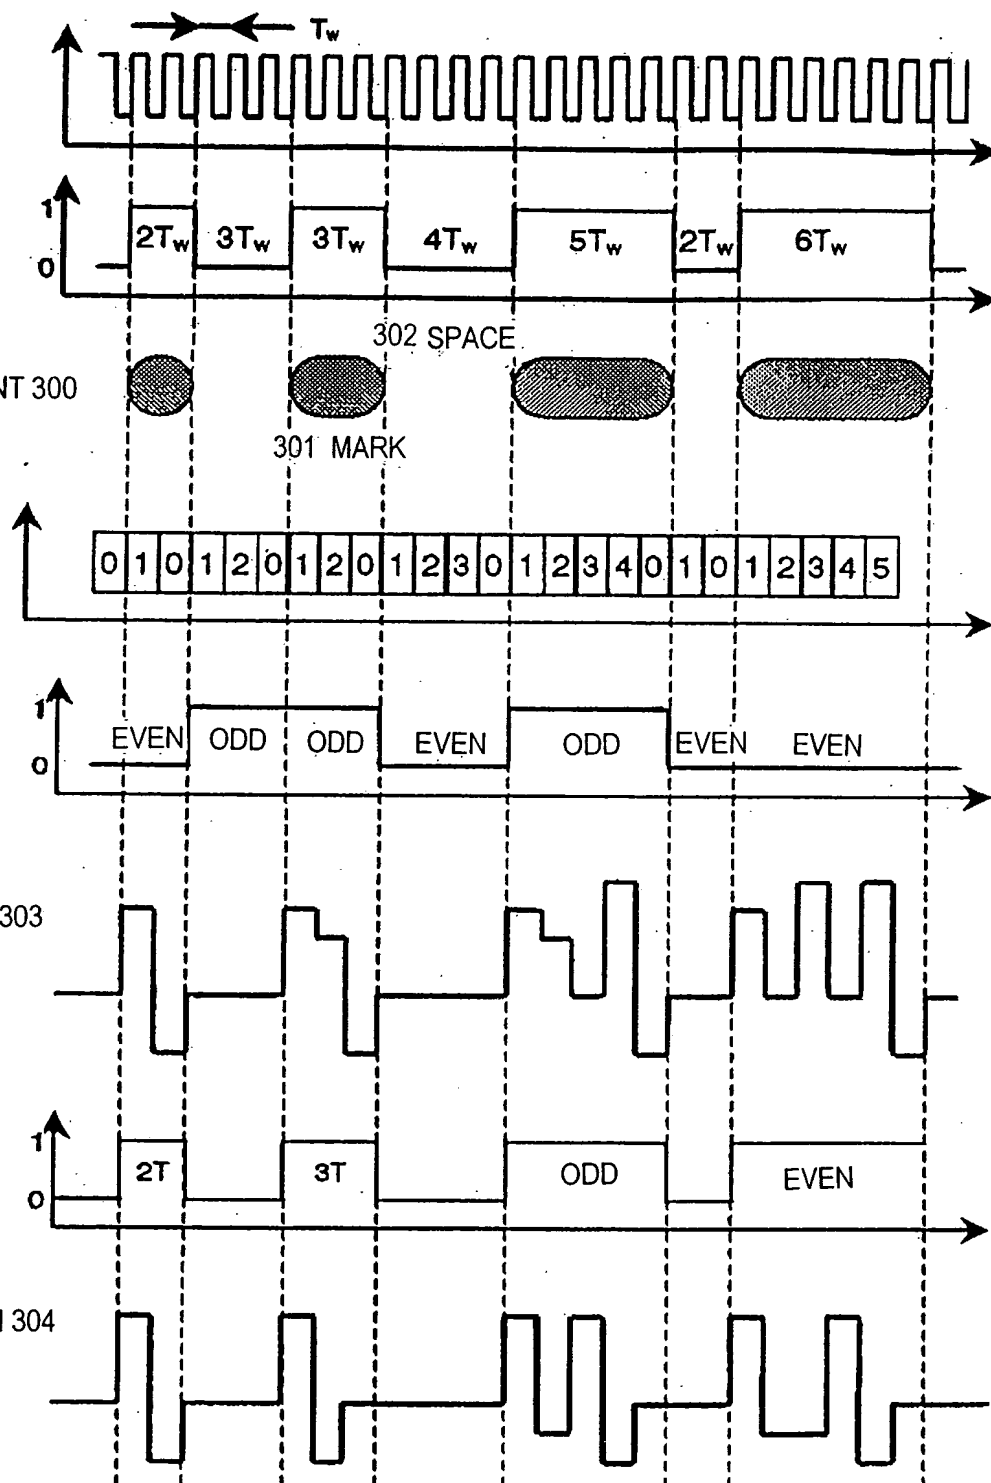 Tw
1
2Tw 3Tw 3Tw 4Tw 5Tw 2Tw 6Tw
0
302 SPACE
NT 300
301 MARK
0 1 0 1 2 0 1 2 0 1 2 3 0 1 2 3 4 0 1 0 1 2 3 4 5
1
EVEN ODD ODD EVEN ODD EVEN EVEN
0
303
1
2T 3T ODD EVEN
0
304